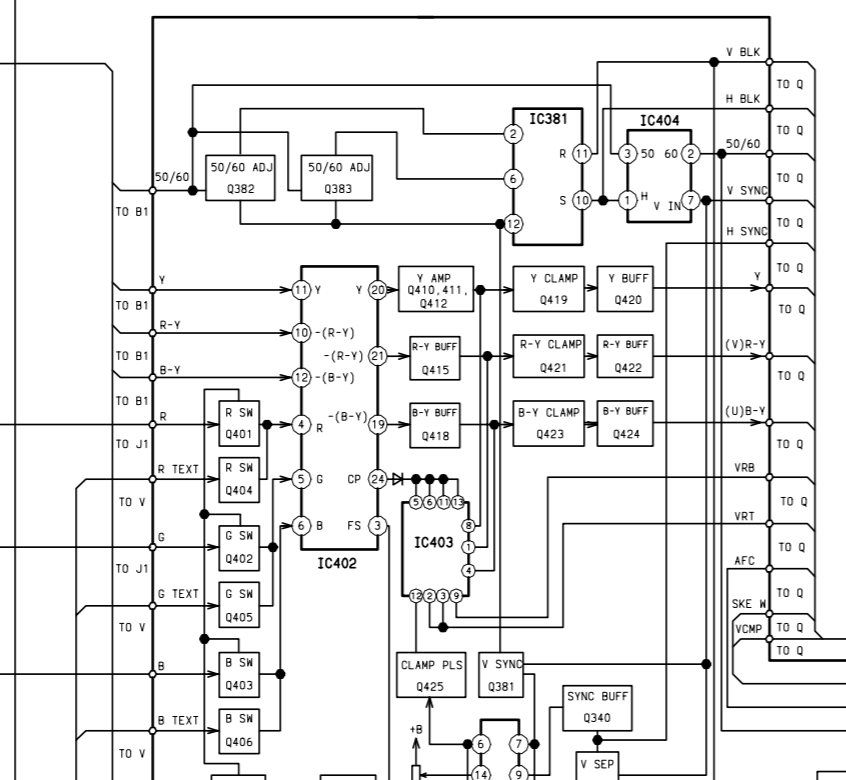 V BLK
TO Q
H BLK
IC381
IC404
2
TO Q
50/60
R 11
3 50 60 2
50/60 ADJ
Q382
50/60 ADJ
Q383
50/60
6
TO Q
V SYNC
S 10
1 H V IN 7
TO B1
12
TO Q
H SYNC
TO Q
Y
11 Y
Y 20
Y AMP
Q410,411,
Q412
Y CLAMP
Q419
Y BUFF
Q420
Y
TO B1
TO Q
R-Y
10 -(R-Y)
-(R-Y) 21
R-Y BUFF
Q415
R-Y CLAMP
Q421
R-Y BUFF
Q422
(V)R-Y
TO B1
TO Q
B-Y
12 -(B-Y)
TO B1
R
R SW
Q401
4 R
-(B-Y) 19
B-Y BUFF
Q418
B-Y CLAMP
Q423
B-Y BUFF
Q424
(U)B-Y
TO J1
TO Q
R TEXT
R SW
Q404
5 G
CP 24
VRB
TO V
5 6 11 13
TO Q
G
G SW
Q402
6 B
FS 3
8
VRT
IC403
1
TO Q
IC402
TO J1
4
AFC
G TEXT
G SW
Q405
12 2 3 9
TO Q
SKE W
TO V
TO Q
VCMP
TO Q
B
B SW
Q403
CLAMP PLS
Q425
V SYNC
Q381
TO J1
SYNC BUFF
Q340
B TEXT
B SW
Q406
+B
6
7
TO V
V SEP
14
9